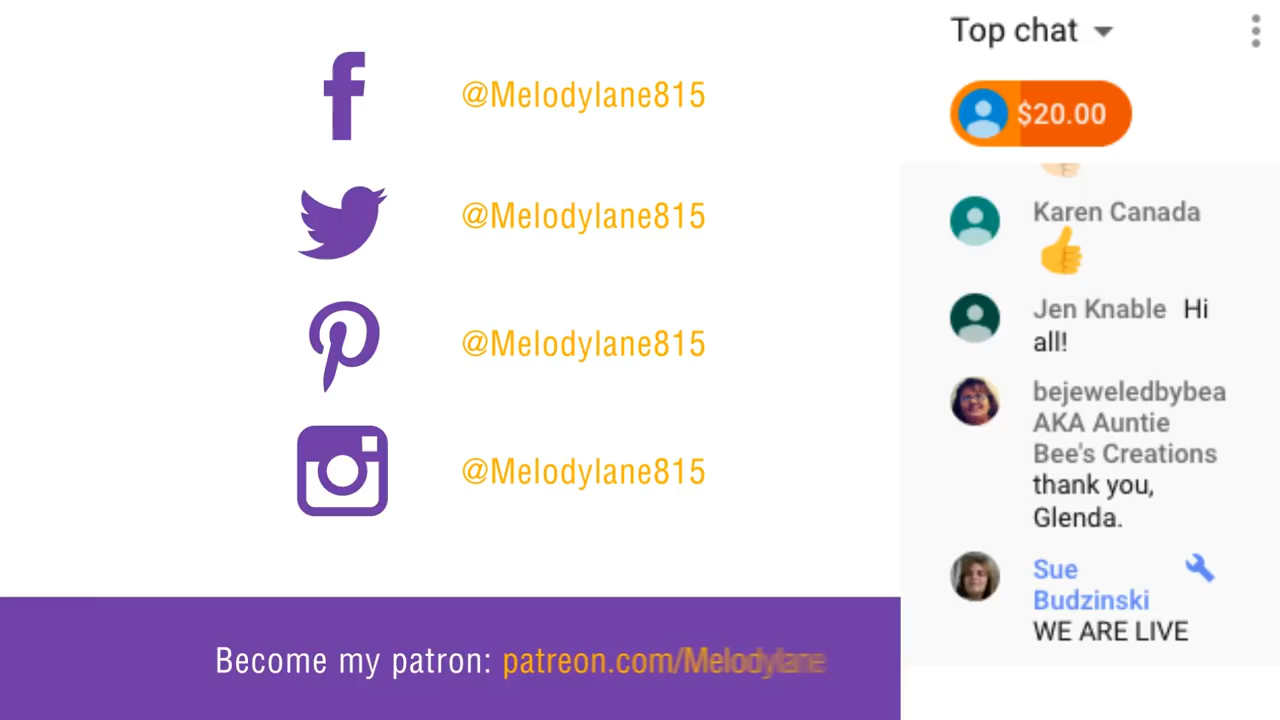 @Melodylane815
@Melodylane815
@Melodylane815
@Melodylane815
Become my patron: patreon.com/Melodylane
Top chat
$20.00
Karen Canada
Jen Knable Hi
all!
bejeweledbybea
AKA Auntie
Bee's Creations
thank you,
Glenda.
Sue
Budzinski
WE ARE LIVE